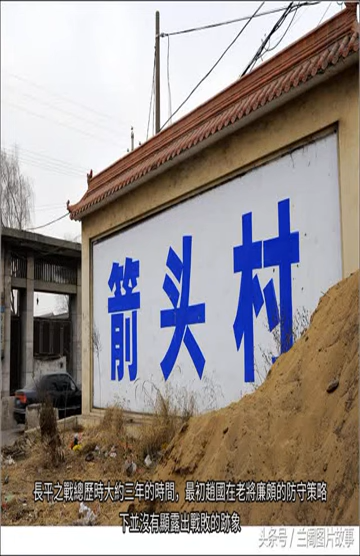 箭头村
長平之戰總歷時大約三年的時間，最初趙國在老將廉頗的防守策略
下並沒有顯露出戰敗的跡象
头条号 / 兰阁图片故事